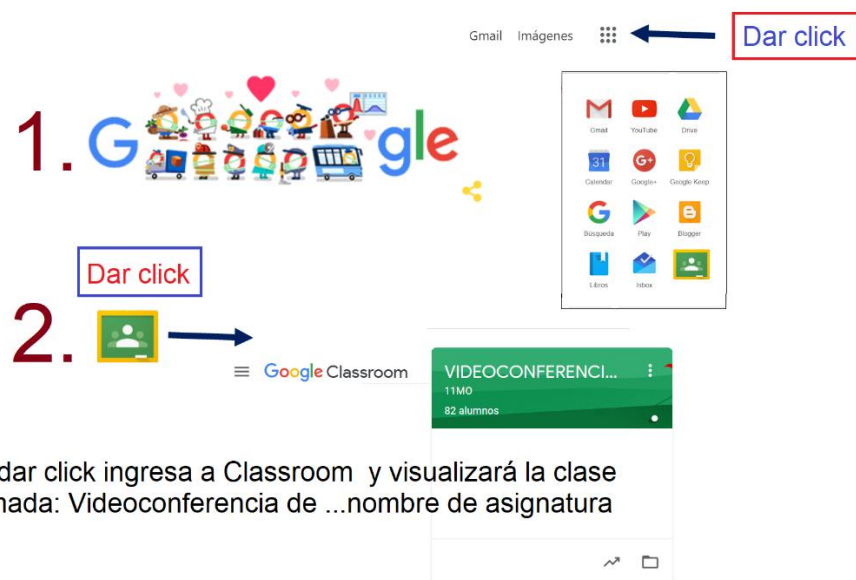 Gmail Imágenes
Dar click
1.
Google
Gmail YouTube Drive
31
Calendar Google+ Google Keep
Búsqueda Play Blogger
Libros Inbox
Dar click
2.
Google Classroom
VIDEOCONFERENCI...
11MO
82 alumnos
dar click ingresa a Classroom y visualizará la clase
nada: Videoconferencia de ...nombre de asignatura